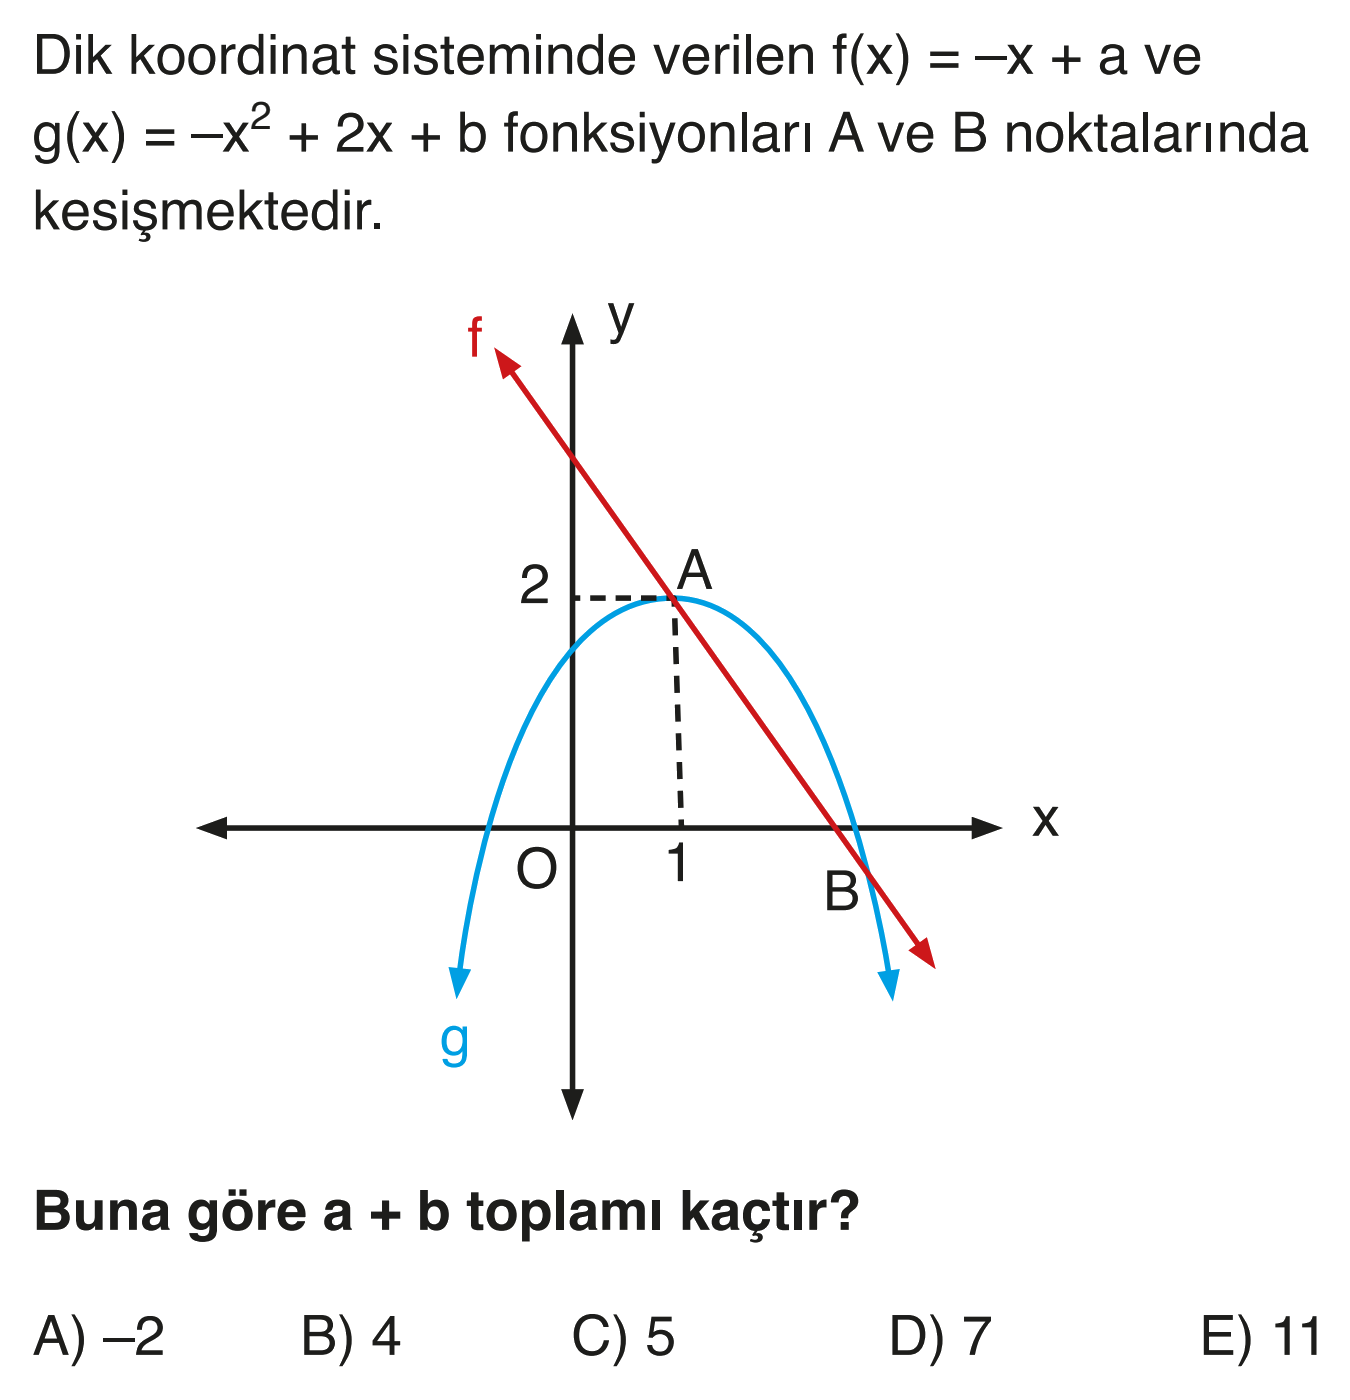 Dik koordinat sisteminde verilen f(x) = –x + a ve
g(x) = –x² + 2x + b fonksiyonları A ve B noktalarında
kesişmektedir.
f
y
2
A
x
O
1
B
g
Buna göre a + b toplamı kaçtır?
A) –2 B) 4 C) 5 D) 7 E) 11